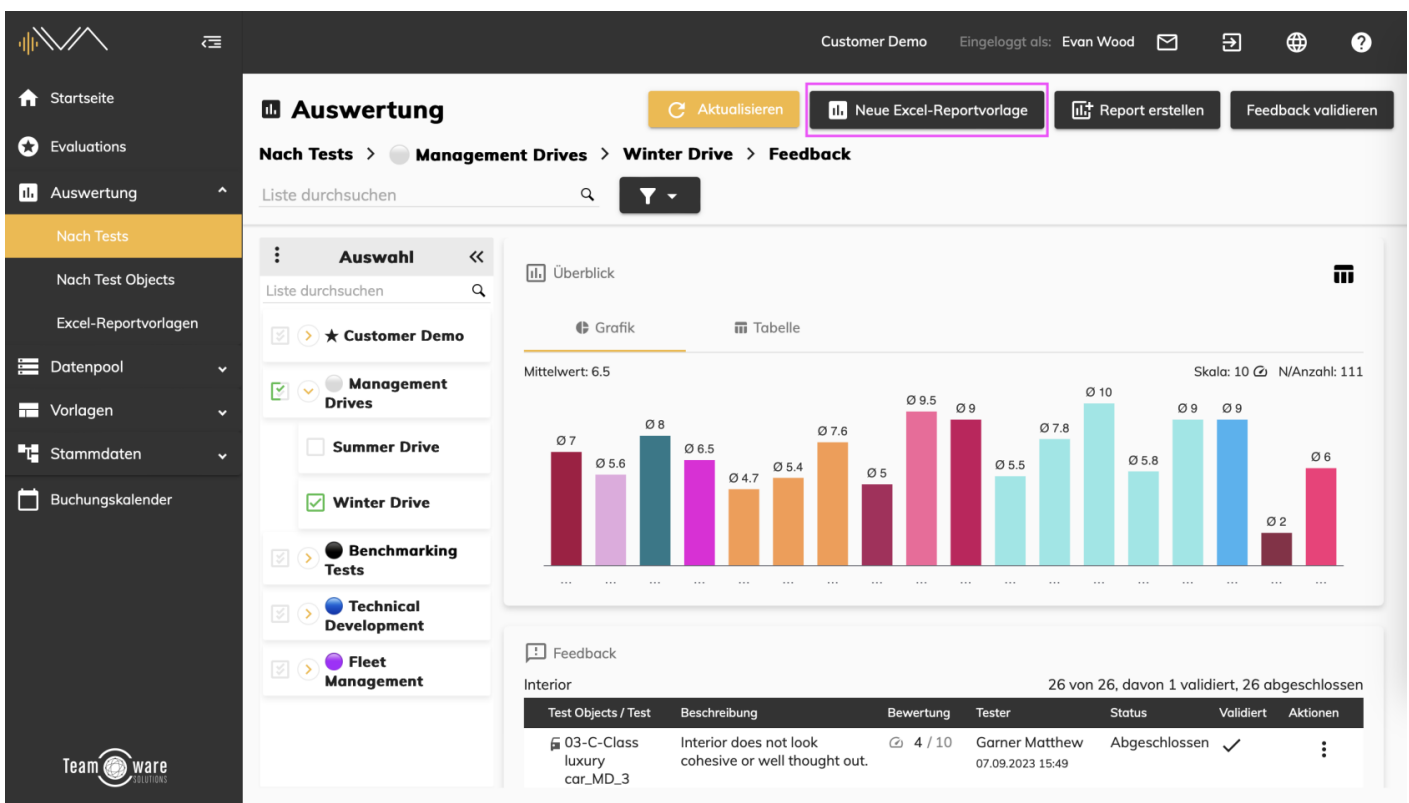 Customer Demo Eingeloggt als: Evan Wood
Startseite
Evaluations
Auswertung
Nach Tests
Nach Test Objects
Excel-Reportvorlagen
Datenpool
Vorlagen
Stammdaten
Buchungskalender
Team ware
SOLUTIONS
Auswertung
Aktualisieren
Neue Excel-Reportvorlage
Report erstellen
Feedback validieren
Nach Tests > Management Drives > Winter Drive > Feedback
Liste durchsuchen
Auswahl
Liste durchsuchen
★ Customer Demo
Management
Drives
Summer Drive
Winter Drive
Benchmarking
Tests
Technical
Development
Fleet
Management
Überblick
Grafik
Tabelle
Mittelwert: 6.5
Skala: 10 N/Anzahl: 111
Ø 7
Ø 5.6
Ø 8
Ø 6.5
Ø 4.7
Ø 5.4
Ø 7.6
Ø 5
Ø 9.5
Ø 9
Ø 5.5
Ø 7.8
Ø 10
Ø 5.8
Ø 9
Ø 9
Ø 2
Ø 6
... ... ... ... ... ... ... ... ... ... ... ... ... ... ... ... ... ...
Feedback
Interior
26 von 26, davon 1 validiert, 26 abgeschlossen
Test Objects / Test Beschreibung Bewertung Tester Status Validiert Aktionen
03-C-Class Interior does not look 4 / 10 Garner Matthew Abgeschlossen
luxury cohesive or well thought out. 07.09.2023 15:49
car_MD_3